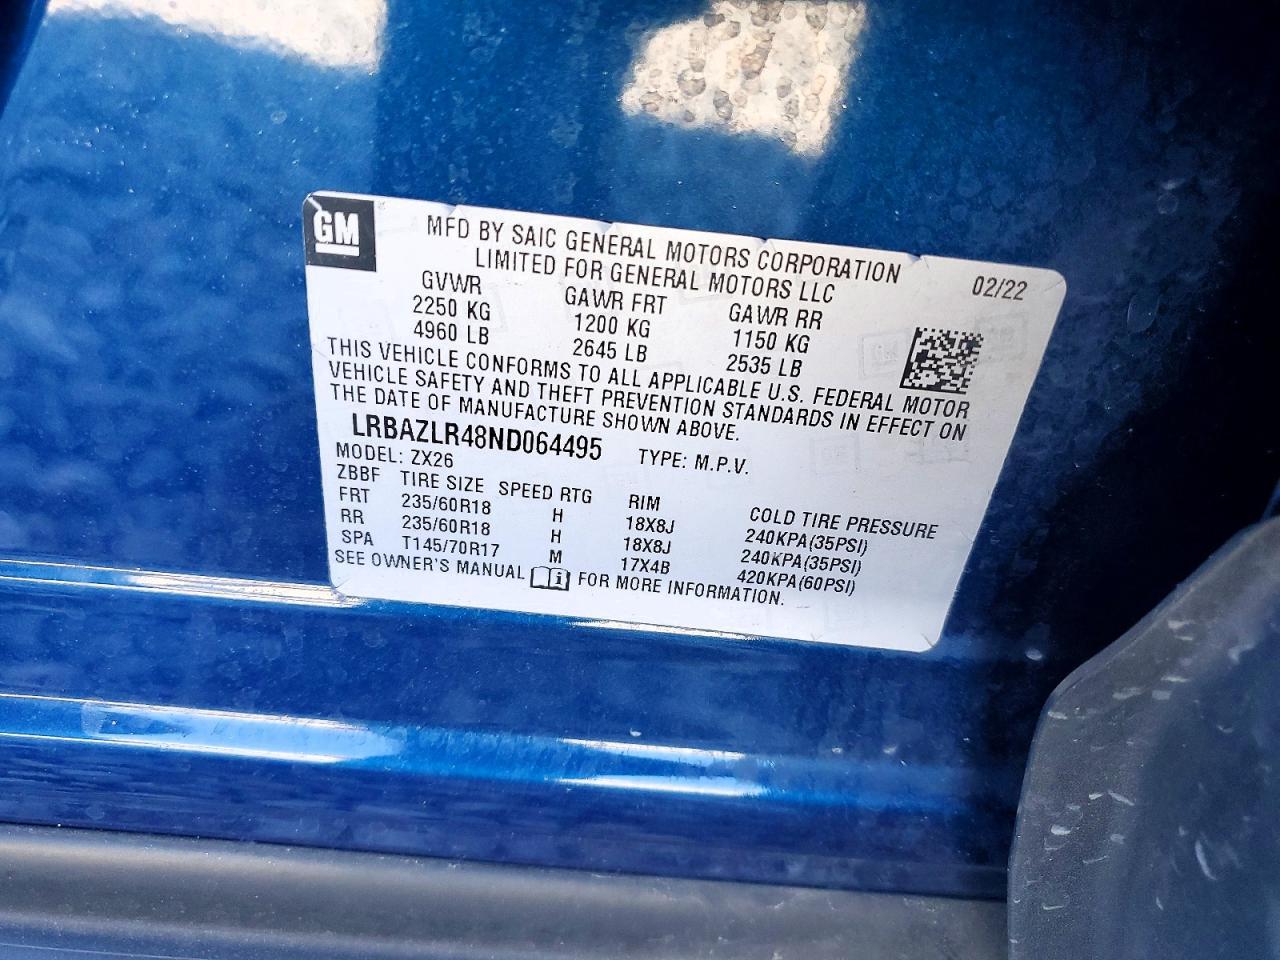 GM
MFD BY SAIC GENERAL MOTORS CORPORATION
LIMITED FOR GENERAL MOTORS LLC
02/22
GVWR GAWR FRT GAWR RR
2250 KG 1200 KG 1150 KG
4960 LB 2645 LB 2535 LB
THIS VEHICLE CONFORMS TO ALL APPLICABLE U.S. FEDERAL MOTOR
VEHICLE SAFETY AND THEFT PREVENTION STANDARDS IN EFFECT ON
THE DATE OF MANUFACTURE SHOWN ABOVE.
LRBAZLR48ND064495 TYPE: M.P.V.
MODEL: ZX26
ZBBF TIRE SIZE SPEED RTG RIM COLD TIRE PRESSURE
FRT 235/60R18 H 18X8J 240KPA(35PSI)
RR 235/60R18 H 18X8J 240KPA(35PSI)
SPA T145/70R17 M 17X4B 420KPA(60PSI)
SEE OWNER'S MANUAL FOR MORE INFORMATION.